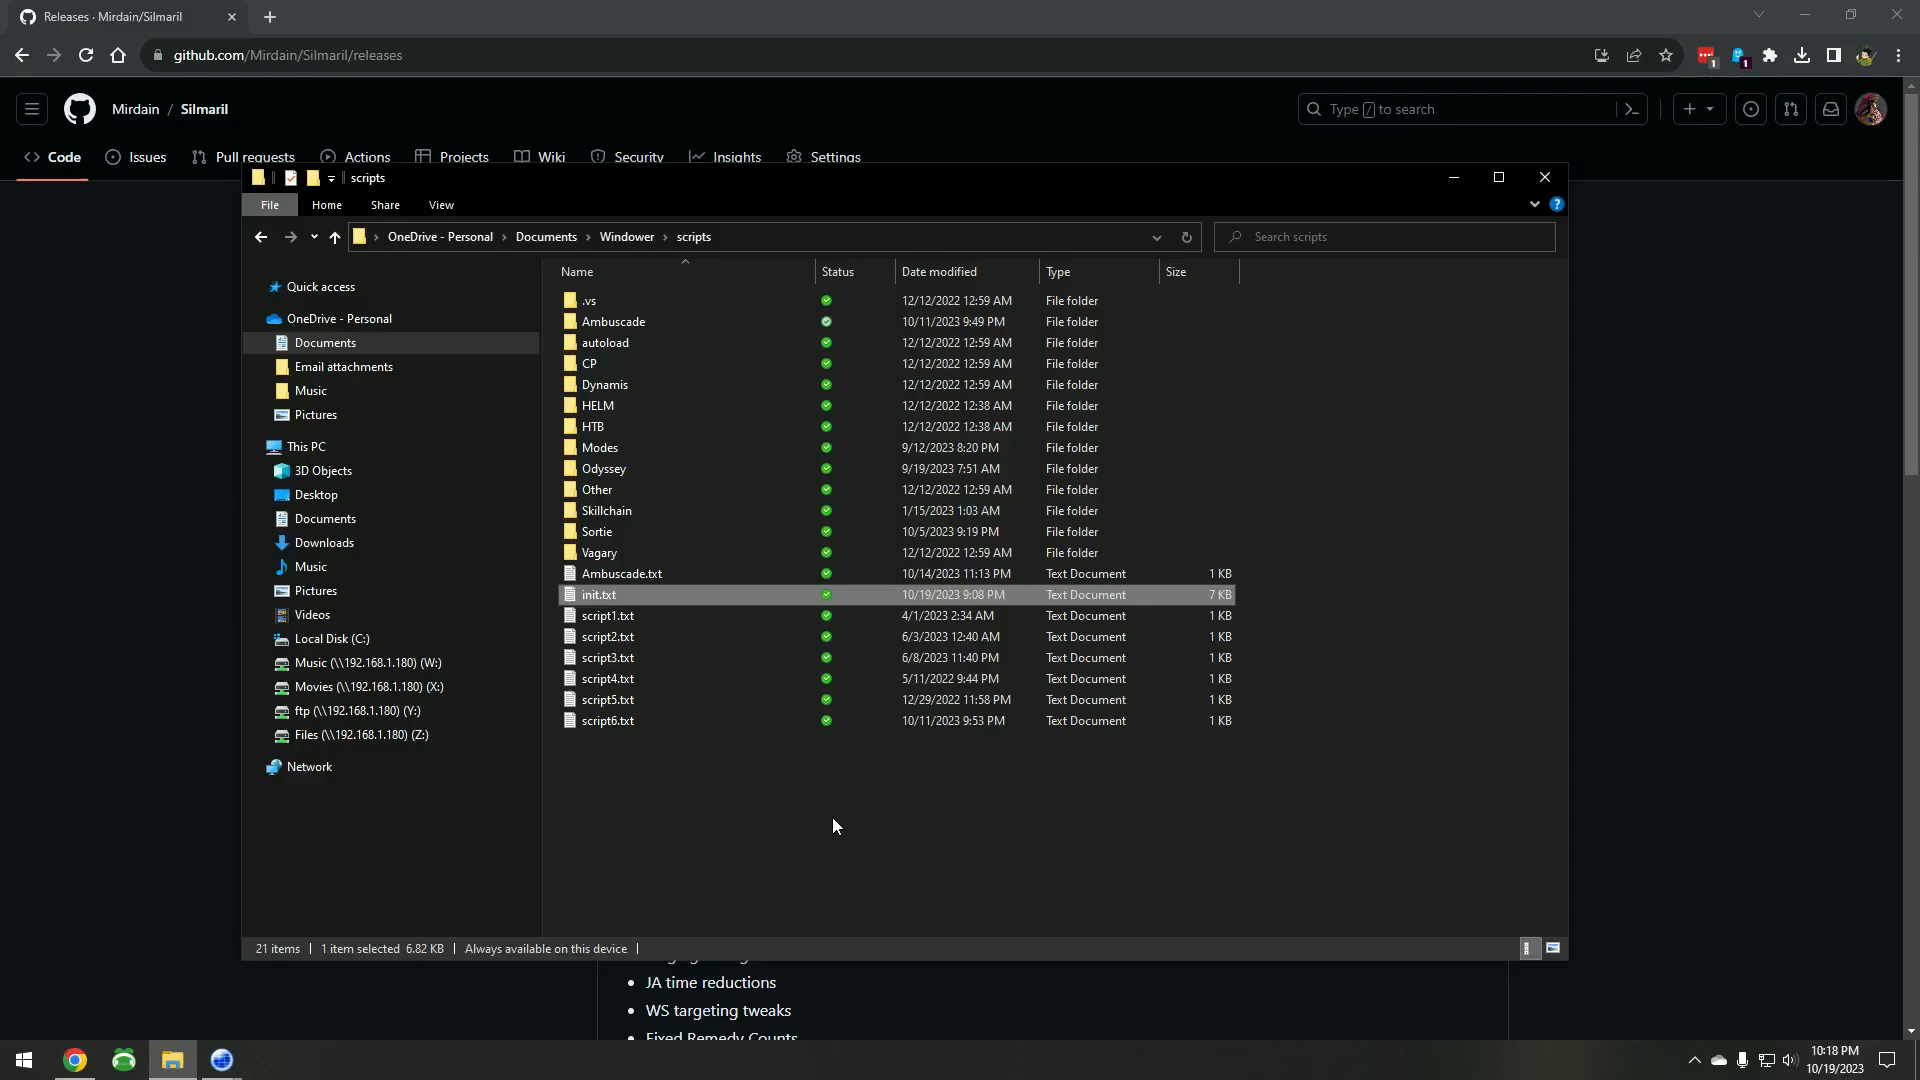 Releases · Mirdain/Silmaril
github.com/Mirdain/Silmaril/releases
1
1
Mirdain / Silmaril
Type / to search
Code
Issues
Pull requests
Actions
Projects
Wiki
Security
Insights
Settings
scripts
File
Home
Share
View
OneDrive - Personal > Documents > Windower > scripts
Search scripts
Quick access
OneDrive - Personal
Documents
Email attachments
Music
Pictures
This PC
3D Objects
Desktop
Documents
Downloads
Music
Pictures
Videos
Local Disk (C:)
Music (\\192.168.1.180) (W:)
Movies (\\192.168.1.180) (X:)
ftp (\\192.168.1.180) (Y:)
Files (\\192.168.1.180) (Z:)
Network
Name Status Date modified Type Size
.vs 12/12/2022 12:59 AM File folder
Ambuscade 10/11/2023 9:49 PM File folder
autoload 12/12/2022 12:59 AM File folder
CP 12/12/2022 12:59 AM File folder
Dynamis 12/12/2022 12:59 AM File folder
HELM 12/12/2022 12:38 AM File folder
HTB 12/12/2022 12:38 AM File folder
Modes 9/12/2023 8:20 PM File folder
Odyssey 9/19/2023 7:51 AM File folder
Other 12/12/2022 12:59 AM File folder
Skillchain 1/15/2023 1:03 AM File folder
Sortie 10/5/2023 9:19 PM File folder
Vagary 12/12/2022 12:59 AM File folder
Ambuscade.txt 10/14/2023 11:13 PM Text Document 1 KB
init.txt 10/19/2023 9:08 PM Text Document 7 KB
script1.txt 4/1/2023 2:34 AM Text Document 1 KB
script2.txt 6/3/2023 12:40 AM Text Document 1 KB
script3.txt 6/8/2023 11:40 PM Text Document 1 KB
script4.txt 5/11/2022 9:44 PM Text Document 1 KB
script5.txt 12/29/2022 11:58 PM Text Document 1 KB
script6.txt 10/11/2023 9:53 PM Text Document 1 KB
21 items | 1 item selected 6.82 KB | Always available on this device |
• JA time reductions
• WS targeting tweaks
• Fixed Remedy Counts
10:18 PM
10/19/2023